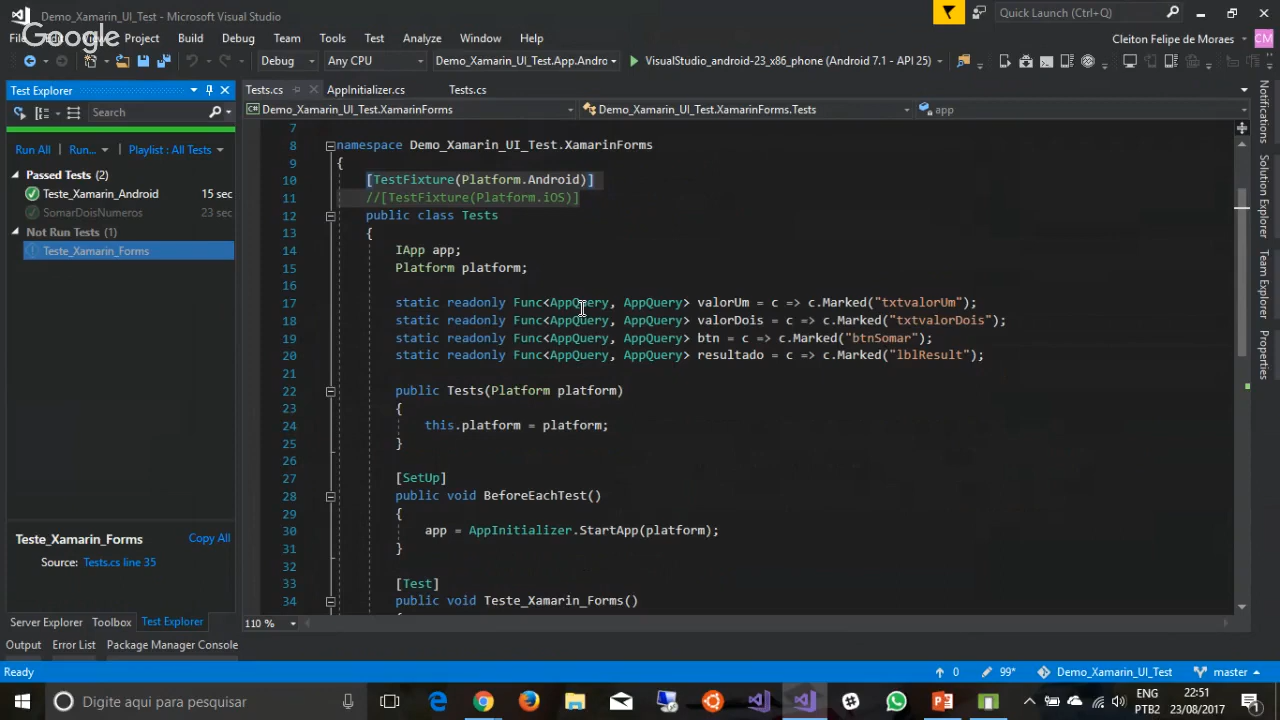 Demo_Xamarin_UI_Test - Microsoft Visual Studio
Quick Launch (Ctrl+Q)
Google
Project Build Debug Team Tools Test Analyze Window Help
Cleiton Felipe de Moraes CM
Debug Any CPU Demo_Xamarin_UI_Test.App.Andro VisualStudio_android-23_x86_phone (Android 7.1 - API 25)
Test Explorer
Tests.cs AppInitializer.cs Tests.cs
Search
Demo_Xamarin_UI_Test.XamarinForms Demo_Xamarin_UI_Test.XamarinForms.Tests app
Run All Run... Playlist : All Tests
Passed Tests (2)
Teste_Xamarin_Android 15 sec
SomarDoisNumeros 23 sec
Not Run Tests (1)
Teste_Xamarin_Forms
Teste_Xamarin_Forms Copy All
Source: Tests.cs line 35
7
8 namespace Demo_Xamarin_UI_Test.XamarinForms
9 {
10 [TestFixture(Platform.Android)]
11 //[TestFixture(Platform.iOS)]
12 public class Tests
13 {
14 IApp app;
15 Platform platform;
16
17 static readonly Func<AppQuery, AppQuery> valorUm = c => c.Marked("txtvalorUm");
18 static readonly Func<AppQuery, AppQuery> valorDois = c => c.Marked("txtvalorDois");
19 static readonly Func<AppQuery, AppQuery> btn = c => c.Marked("btnSomar");
20 static readonly Func<AppQuery, AppQuery> resultado = c => c.Marked("lblResult");
21
22 public Tests(Platform platform)
23 {
24 this.platform = platform;
25 }
26
27 [SetUp]
28 public void BeforeEachTest()
29 {
30 app = AppInitializer.StartApp(platform);
31 }
32
33 [Test]
34 public void Teste_Xamarin_Forms()
Notifications
Solution Explorer
Team Explorer
Properties
Server Explorer Toolbox Test Explorer
110 %
Output Error List Package Manager Console
Ready
0 99* Demo_Xamarin_UI_Test master
Digite aqui para pesquisar
ENG 22:51
PTB2 23/08/2017